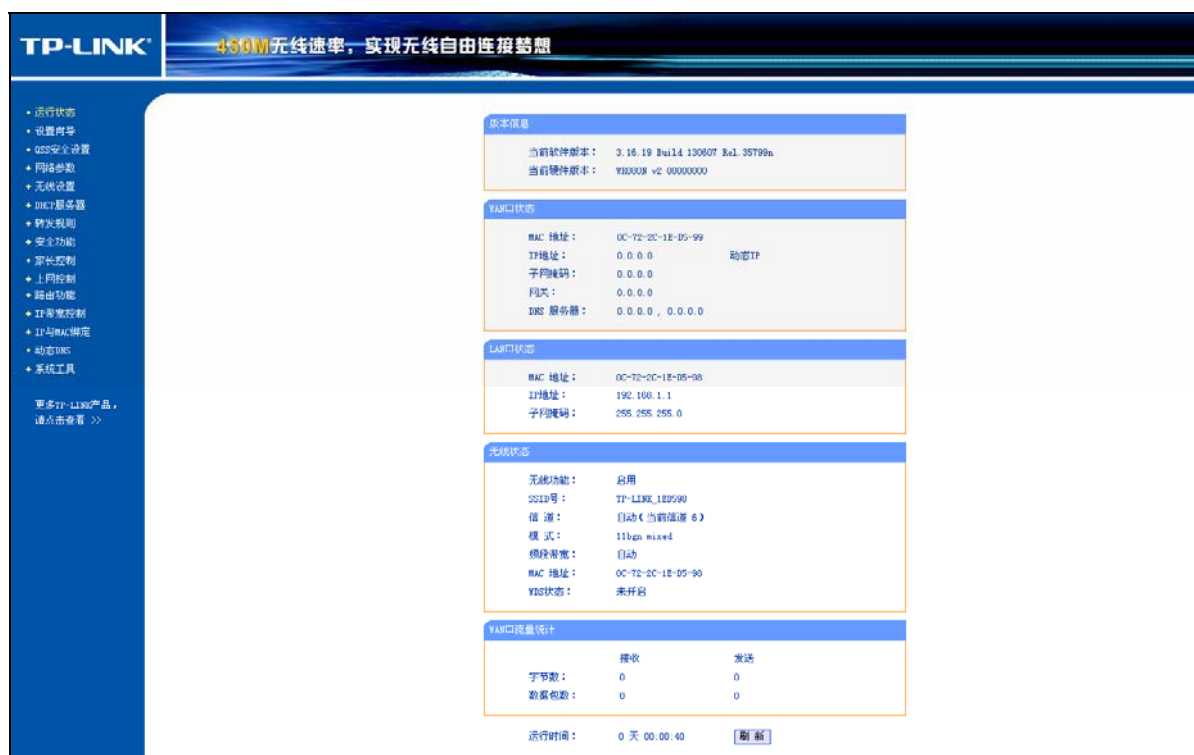 TP-LINK®
450M无线速率，实现无线自由连接梦想
• 运行状态
• 设置向导
• QSS安全设置
+ 网络参数
+ 无线设置
+ DHCP服务器
+ 转发规则
+ 安全功能
+ 家长控制
+ 上网控制
+ 路由功能
+ IP带宽控制
+ IP与MAC绑定
• 动态DNS
+ 系统工具
更多TP-LINK产品，
请点击查看 >>
版本信息
当前软件版本： 3.16.19 Build 130607 Rel.35799n
当前硬件版本： v2 00000000
WAN口状态
MAC 地址： 0C-72-2C-1E-D5-99
IP地址： 0.0.0.0 动态IP
子网掩码： 0.0.0.0
网关： 0.0.0.0
DNS 服务器： 0.0.0.0 , 0.0.0.0
LAN口状态
MAC 地址： 0C-72-2C-1E-D5-98
IP地址： 192.168.1.1
子网掩码： 255.255.255.0
无线状态
无线功能： 启用
SSID号： TP-LINK_1ED598
信 道： 自动（当前信道 6）
模 式： 11bgn mixed
频段带宽： 自动
MAC 地址： 0C-72-2C-1E-D5-98
WDS状态： 未开启
WAN口流量统计
接收 发送
字节数： 0 0
数据包数： 0 0
运行时间： 0 天 00:00:40 刷 新